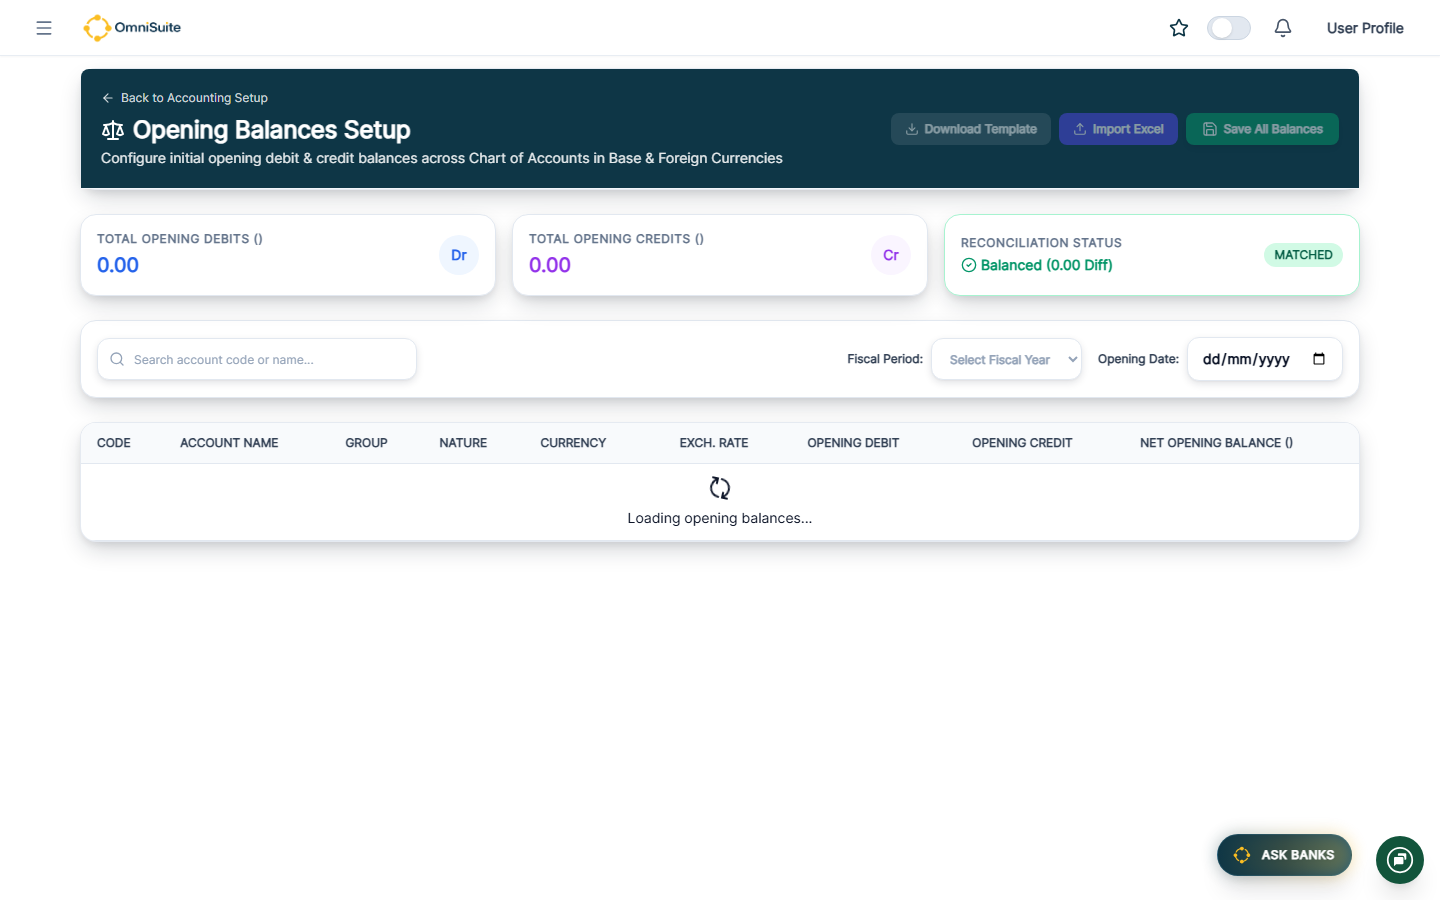 OmniSuite
User Profile
Back to Accounting Setup
Opening Balances Setup
Configure initial opening debit & credit balances across Chart of Accounts in Base & Foreign Currencies
Download Template
Import Excel
Save All Balances
TOTAL OPENING DEBITS ()
0.00
Dr
TOTAL OPENING CREDITS ()
0.00
Cr
RECONCILIATION STATUS
Balanced (0.00 Diff)
MATCHED
Search account code or name...
Fiscal Period:
Select Fiscal Year
Opening Date:
dd/mm/yyyy
CODE ACCOUNT NAME GROUP NATURE CURRENCY EXCH. RATE OPENING DEBIT OPENING CREDIT NET OPENING BALANCE ()
Loading opening balances...
ASK BANKS